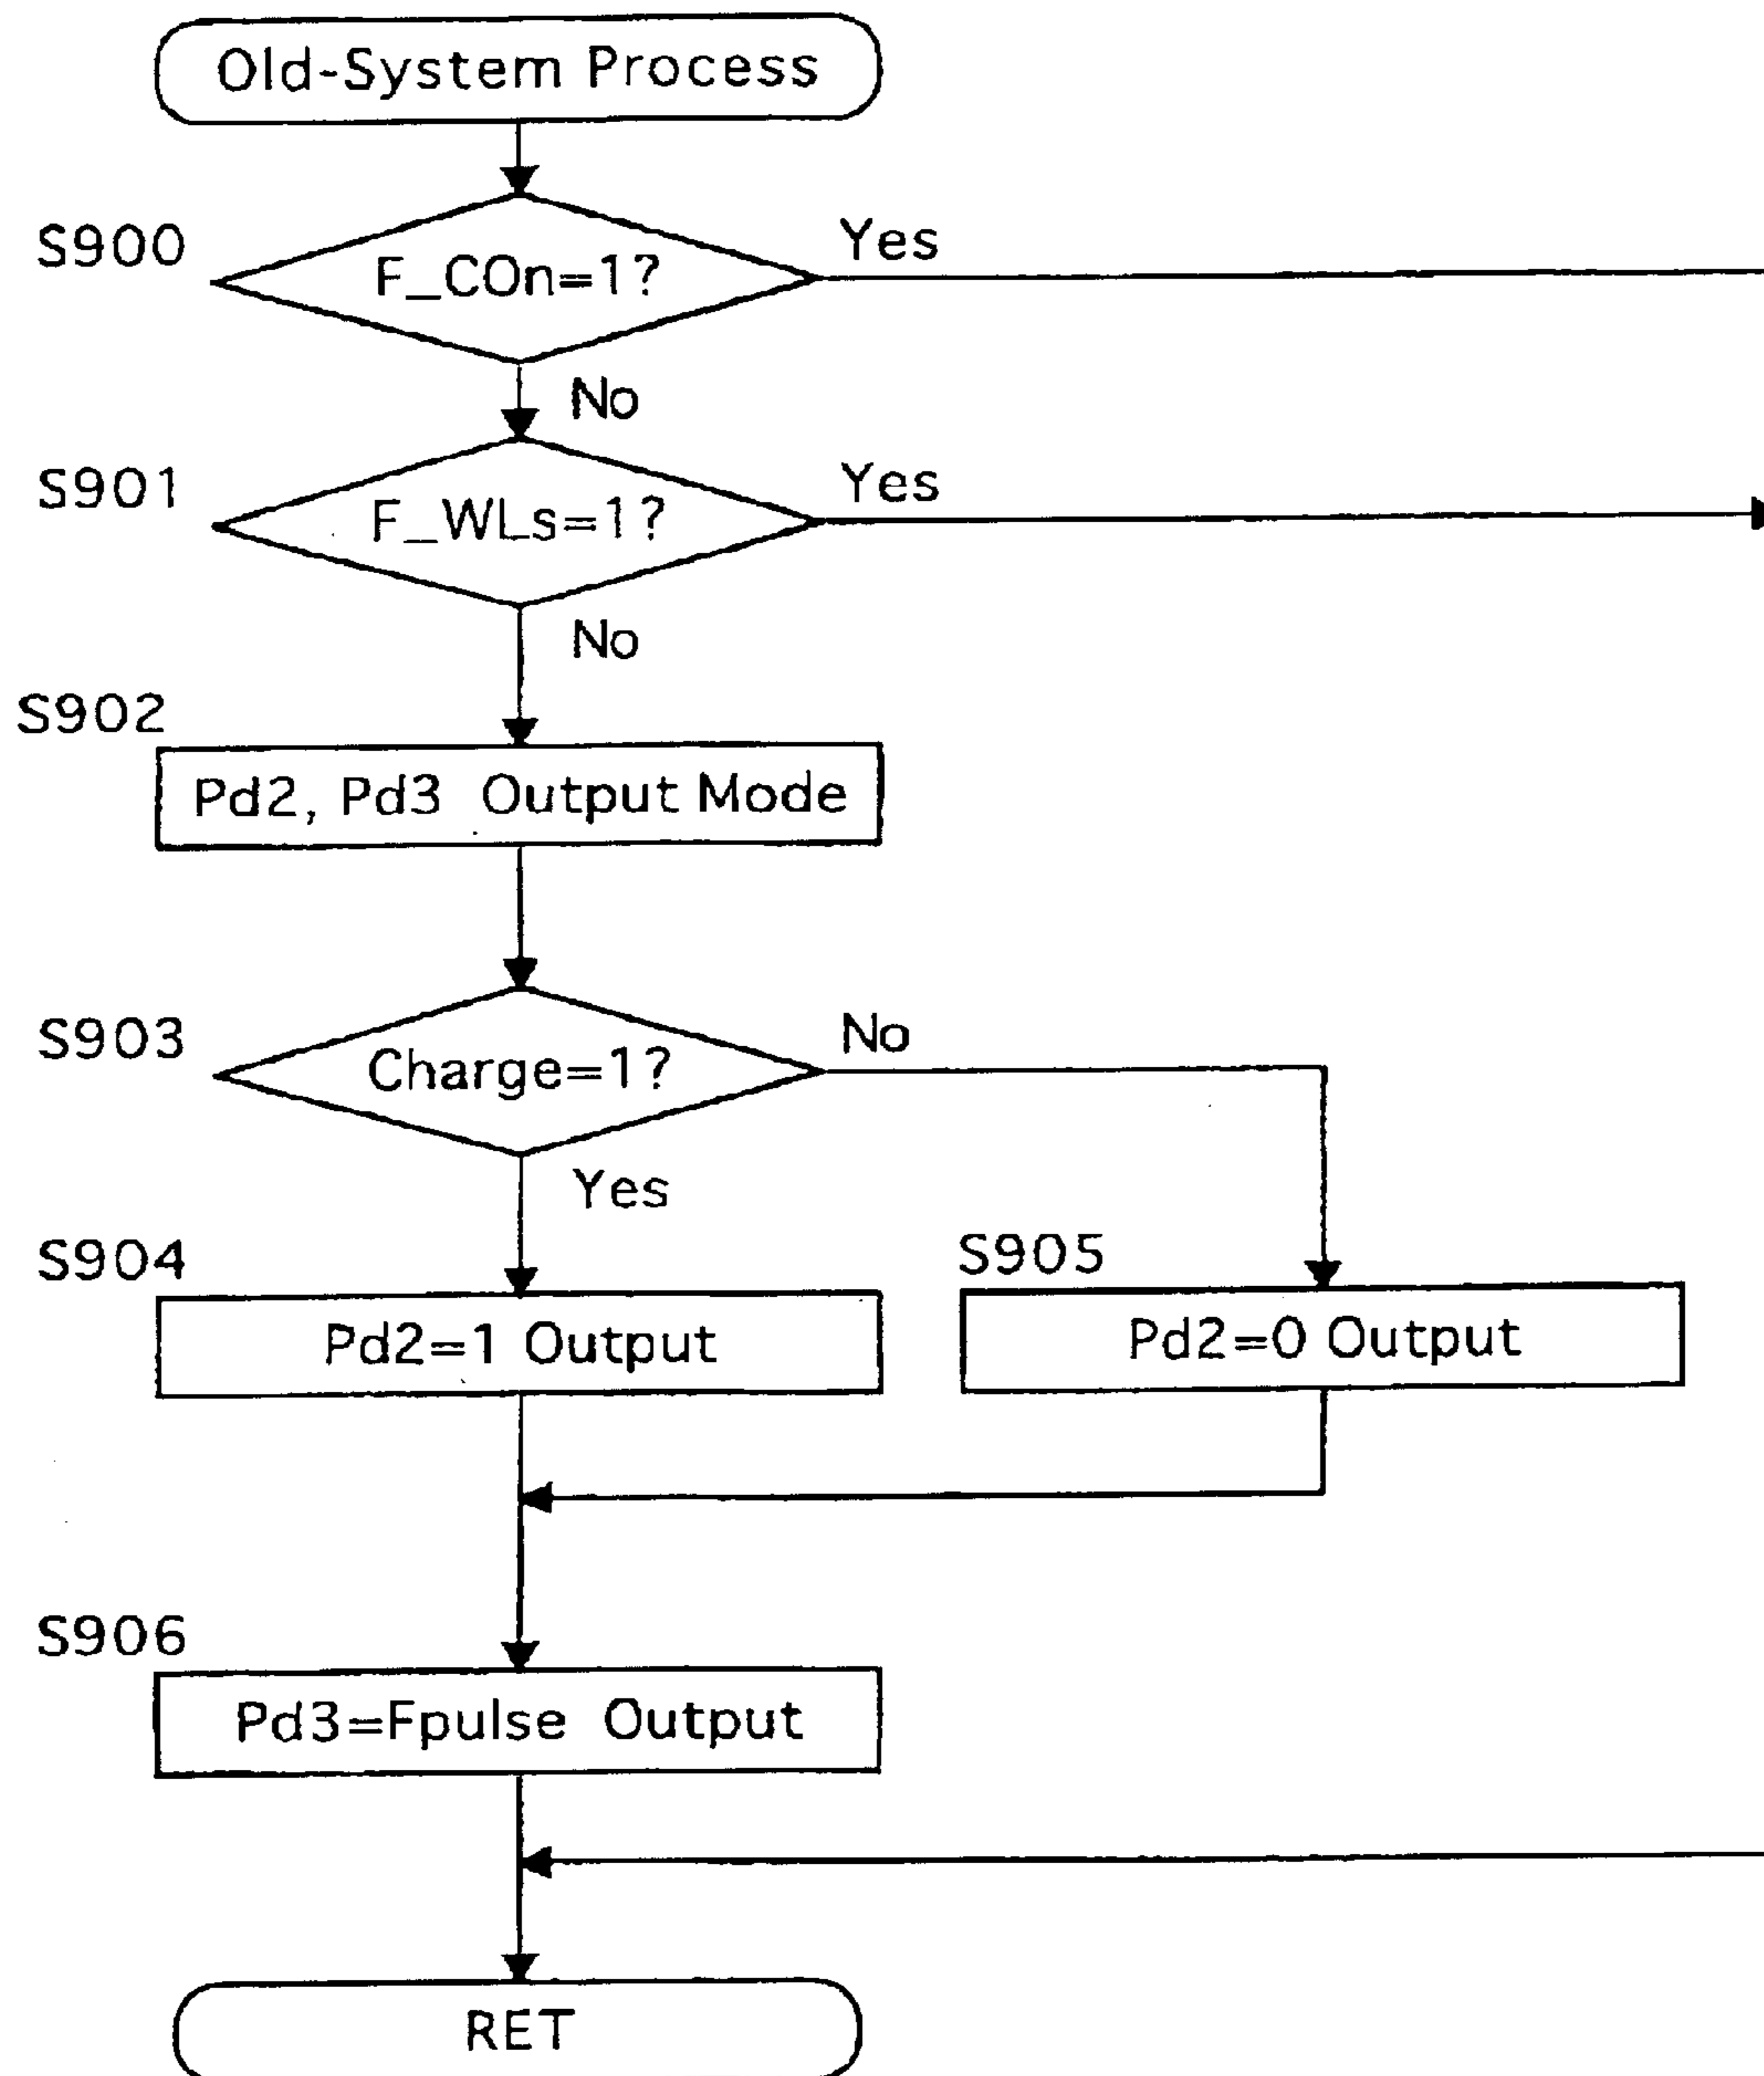 Old-System Process
S900
F_COn=1?
Yes
No
S901
F_WLs=1?
Yes
No
S902
Pd2, Pd3 Output Mode
S903
Charge=1?
No
Yes
S904
Pd2=1 Output
S905
Pd2=0 Output
S906
Pd3=Fpulse Output
RET